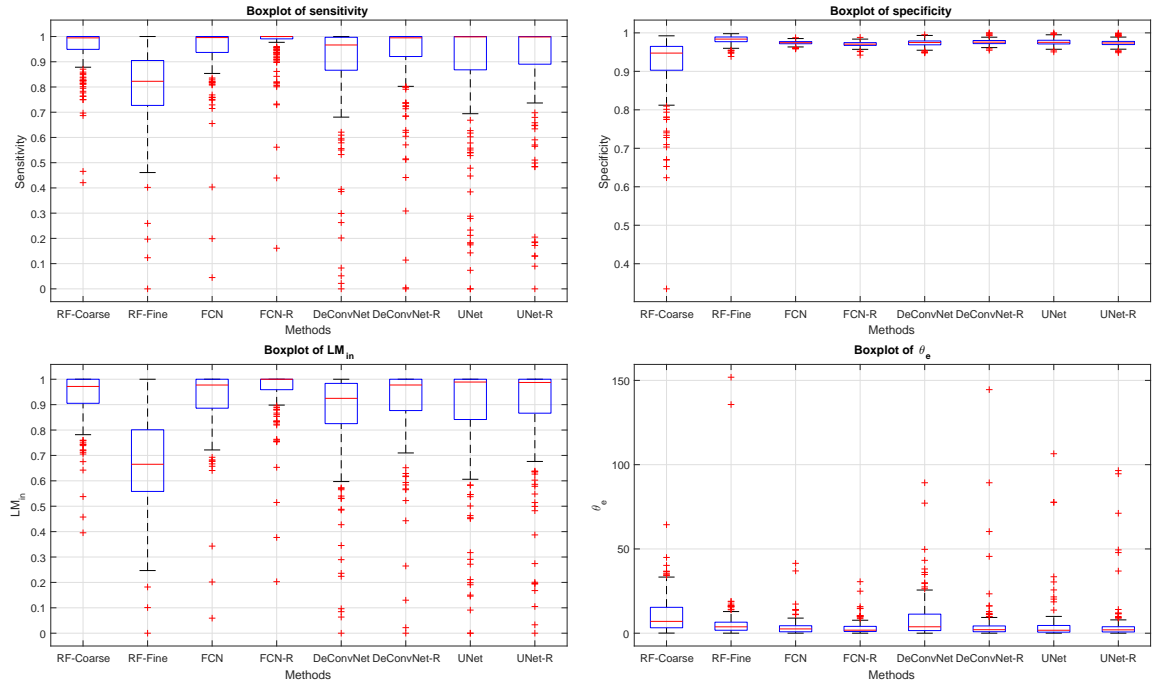 Boxplot of sensitivity
1
0.9
0.8
0.7
0.6
0.5
0.4
0.3
0.2
0.1
0
Sensitivity
RF-Coarse RF-Fine FCN FCN-R DeConvNet DeConvNet-R UNet UNet-R
Methods
Boxplot of specificity
1
0.9
0.8
0.7
0.6
0.5
0.4
Specificity
RF-Coarse RF-Fine FCN FCN-R DeConvNet DeConvNet-R UNet UNet-R
Methods
Boxplot of LM_in
1
0.9
0.8
0.7
0.6
0.5
0.4
0.3
0.2
0.1
0
LM_in
RF-Coarse RF-Fine FCN FCN-R DeConvNet DeConvNet-R UNet UNet-R
Methods
Boxplot of θ_e
150
100
50
0
θ_e
RF-Coarse RF-Fine FCN FCN-R DeConvNet DeConvNet-R UNet UNet-R
Methods